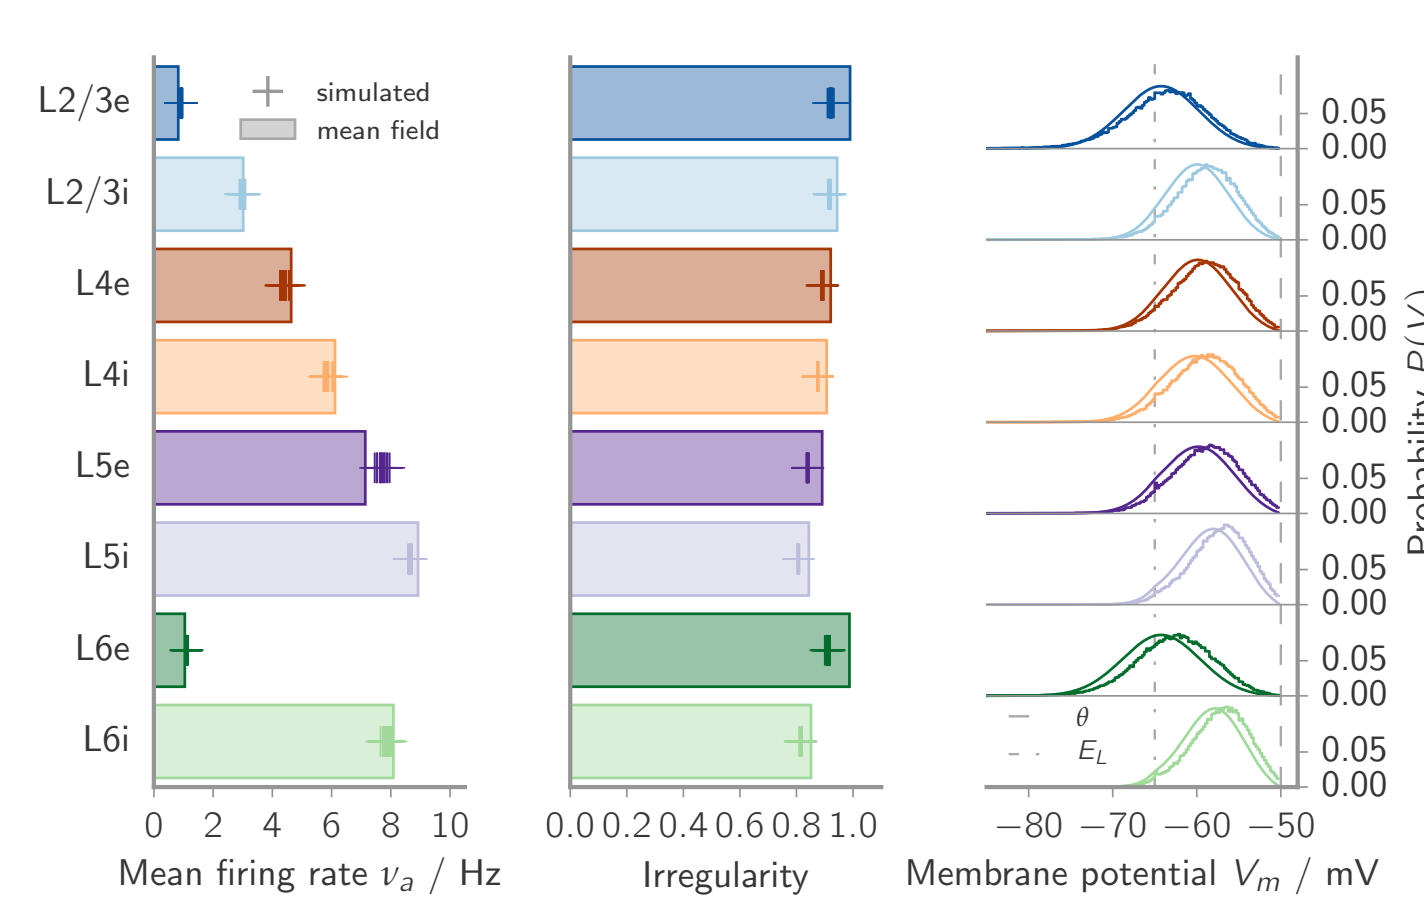 L2/3e
L2/3i
L4e
L4i
L5e
L5i
L6e
L6i
simulated
mean field
0 2 4 6 8 10
Mean firing rate νₐ / Hz
0.0 0.2 0.4 0.6 0.8 1.0
Irregularity
θ
E_L
−80 −70 −60 −50
Membrane potential V_m / mV
0.05
0.00
0.05
0.00
0.05
0.00
0.05
0.00
0.05
0.00
0.05
0.00
0.05
0.00
0.05
0.00
Probability P(V)